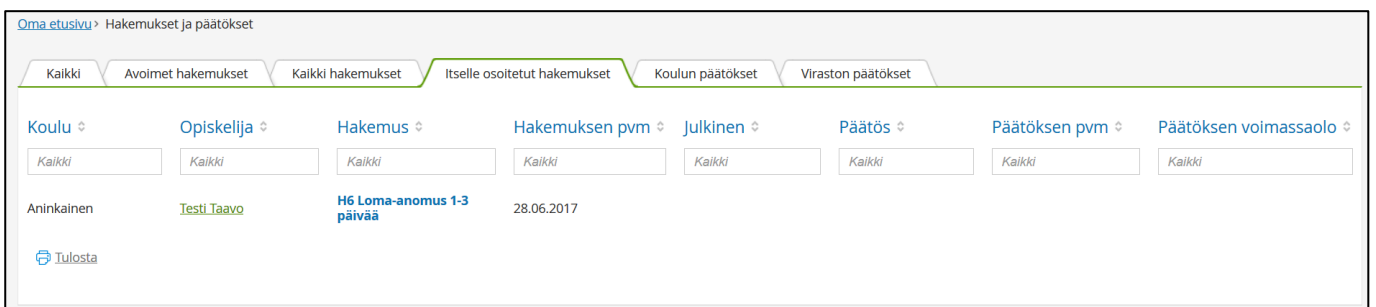 Oma etusivu > Hakemukset ja päätökset
Kaikki Avoimet hakemukset Kaikki hakemukset Itselle osoitetut hakemukset Koulun päätökset Viraston päätökset
Koulu Opiskelija Hakemus Hakemuksen pvm Julkinen Päätös Päätöksen pvm Päätöksen voimassaolo
Kaikki Kaikki Kaikki Kaikki Kaikki Kaikki Kaikki Kaikki
Aninkainen Testi Taavo H6 Loma-anomus 1-3 28.06.2017
päivää
Tulosta